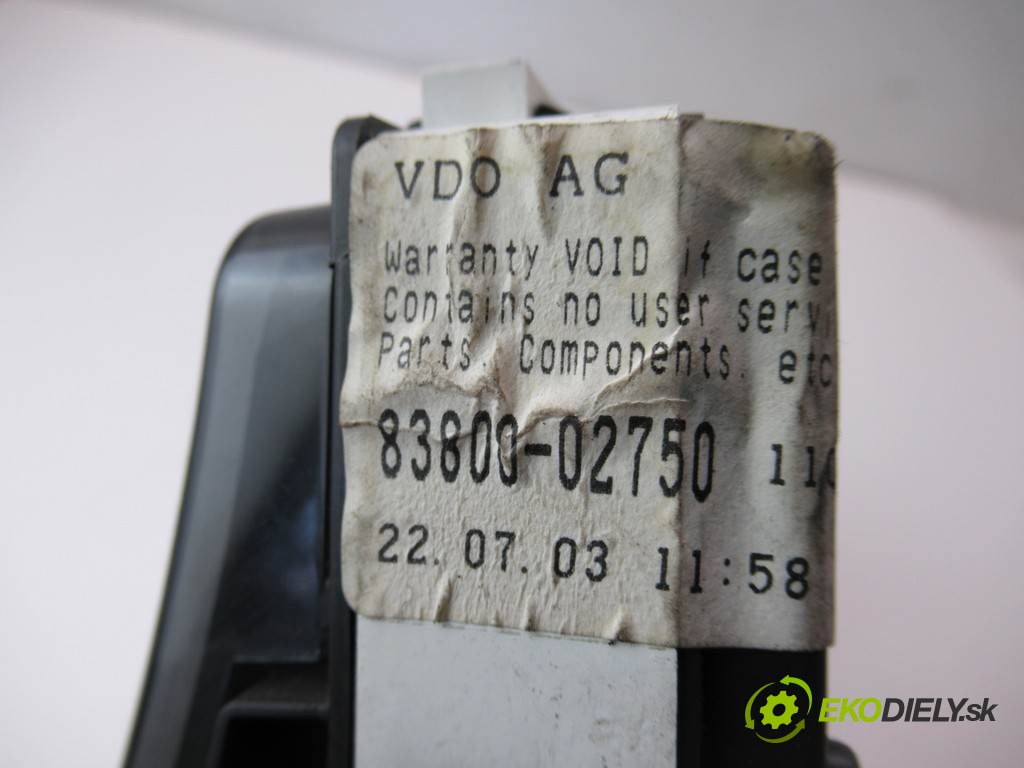 VDO AG
Warranty VOID if case
Contains no user
Parts. Components. etc
83800-02750
22.07.03 11:58
EKODIELY.sk